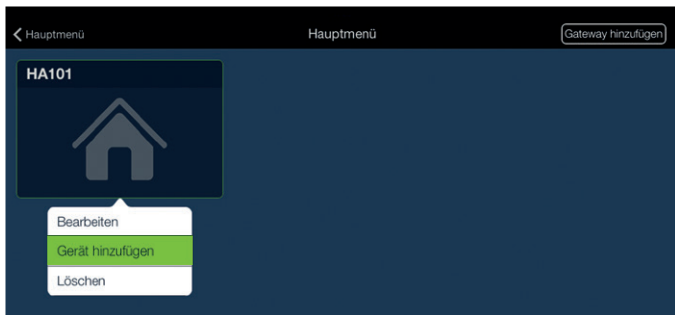 Hauptmenü
Hauptmenü
Gateway hinzufügen
HA101
Bearbeiten
Gerät hinzufügen
Löschen